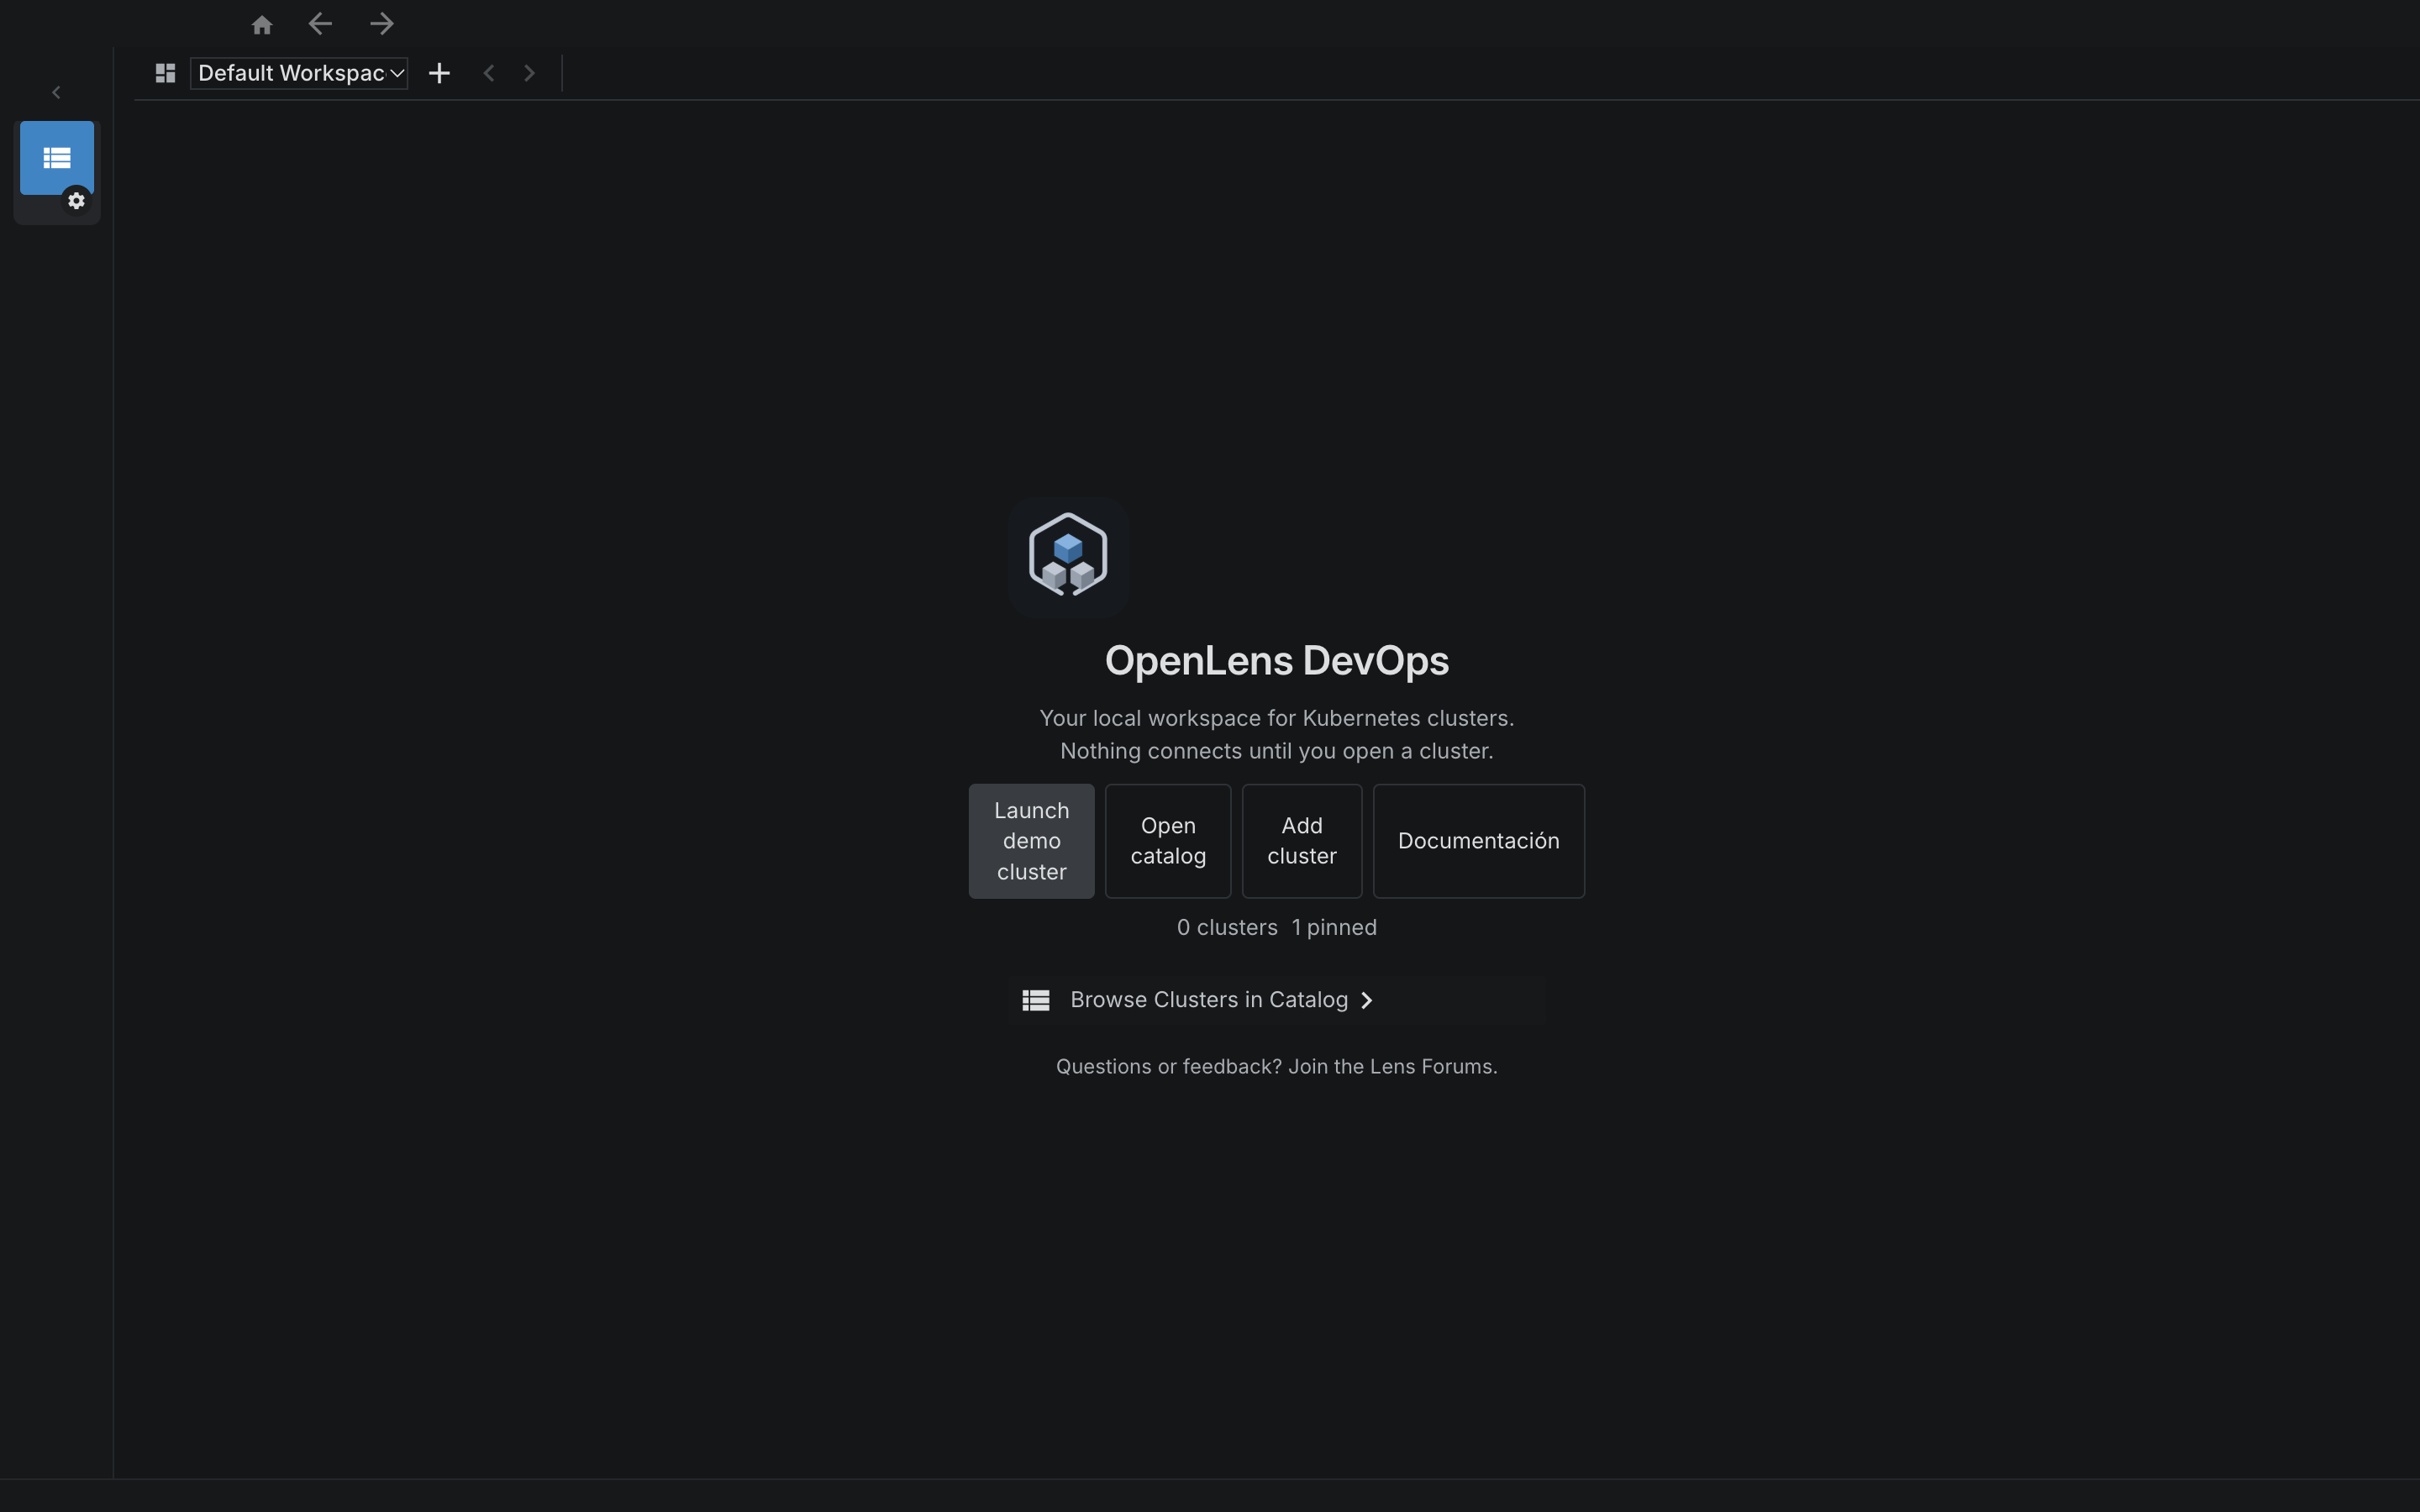 Default Workspac
OpenLens DevOps
Your local workspace for Kubernetes clusters.
Nothing connects until you open a cluster.
Launch
demo
cluster
Open
catalog
Add
cluster
Documentación
0 clusters 1 pinned
Browse Clusters in Catalog
Questions or feedback? Join the Lens Forums.